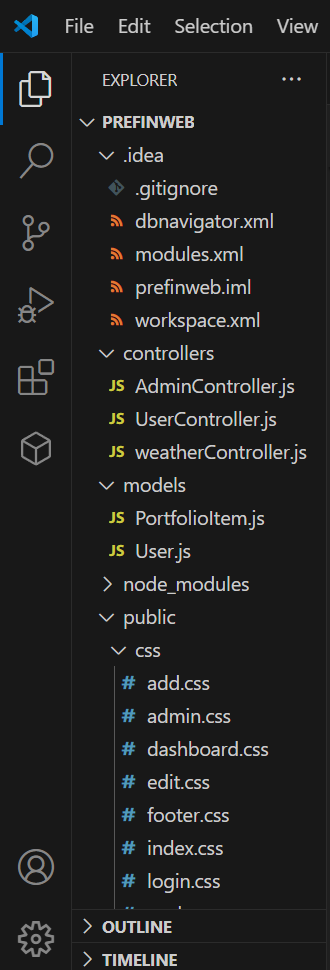 File Edit Selection View
EXPLORER ...
PREFINWEB
.idea
.gitignore
dbnavigator.xml
modules.xml
prefinweb.iml
workspace.xml
controllers
JS AdminController.js
JS UserController.js
JS weatherController.js
models
JS PortfolioItem.js
JS User.js
node_modules
public
css
# add.css
# admin.css
# dashboard.css
# edit.css
# footer.css
# index.css
# login.css
OUTLINE
TIMELINE